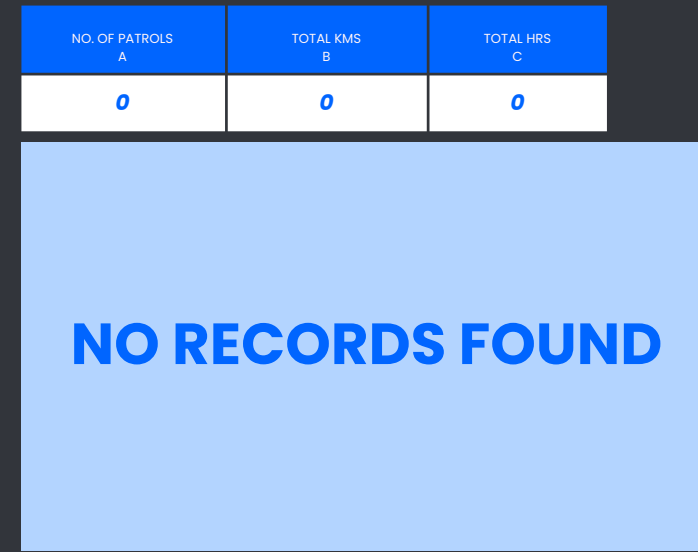 NO. OF PATROLS
A
TOTAL KMS
B
TOTAL HRS
C
0
0
0
NO RECORDS FOUND